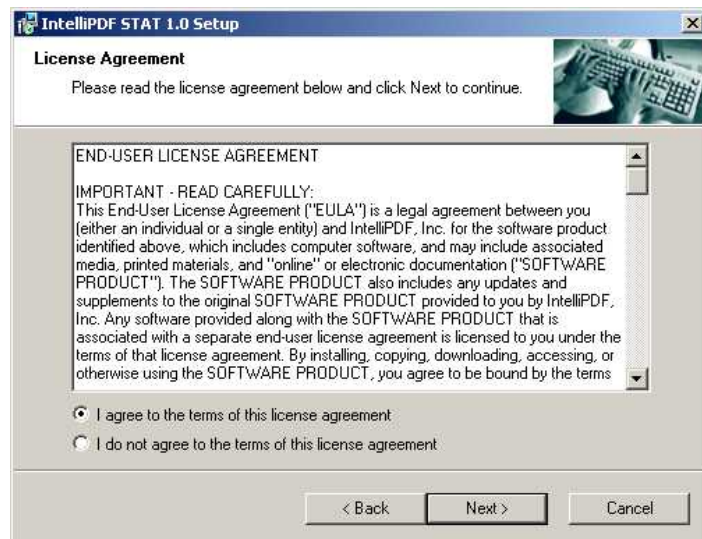 IntelliPDF STAT 1.0 Setup
License Agreement
Please read the license agreement below and click Next to continue.
END-USER LICENSE AGREEMENT
IMPORTANT - READ CAREFULLY:
This End-User License Agreement ("EULA") is a legal agreement between you
(either an individual or a single entity) and IntelliPDF, Inc. for the software product
identified above, which includes computer software, and may include associated
media, printed materials, and "online" or electronic documentation ("SOFTWARE
PRODUCT"). The SOFTWARE PRODUCT also includes any updates and
supplements to the original SOFTWARE PRODUCT provided to you by IntelliPDF,
Inc. Any software provided along with the SOFTWARE PRODUCT that is
associated with a separate end-user license agreement is licensed to you under the
terms of that license agreement. By installing, copying, downloading, accessing, or
otherwise using the SOFTWARE PRODUCT, you agree to be bound by the terms
I agree to the terms of this license agreement
I do not agree to the terms of this license agreement
< Back Next > Cancel